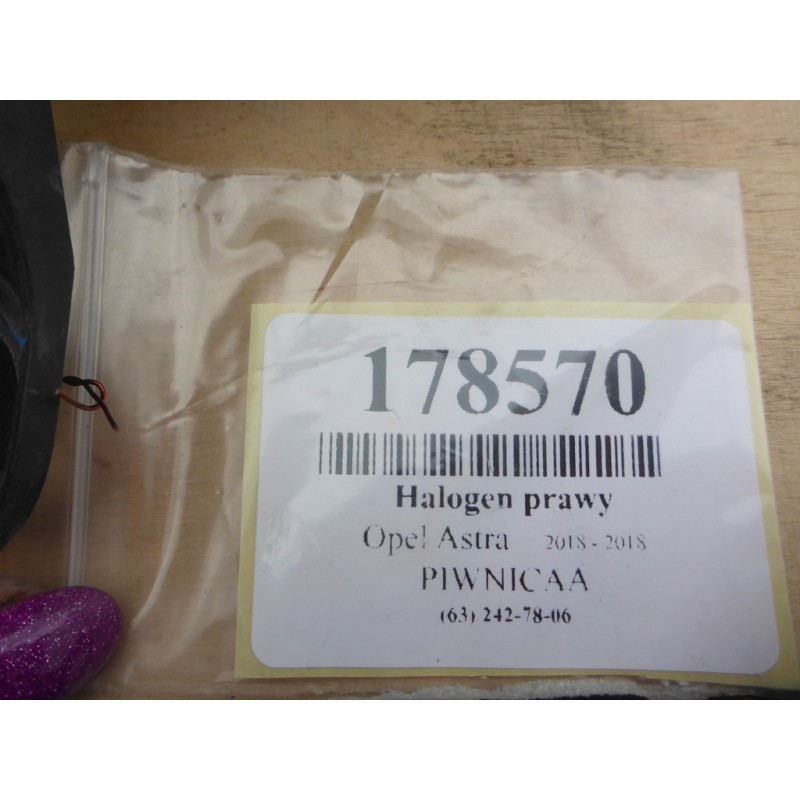 178570
Halogen prawy
Opel Astra 2018 - 2018
PIWNICAA
(63) 242-78-06